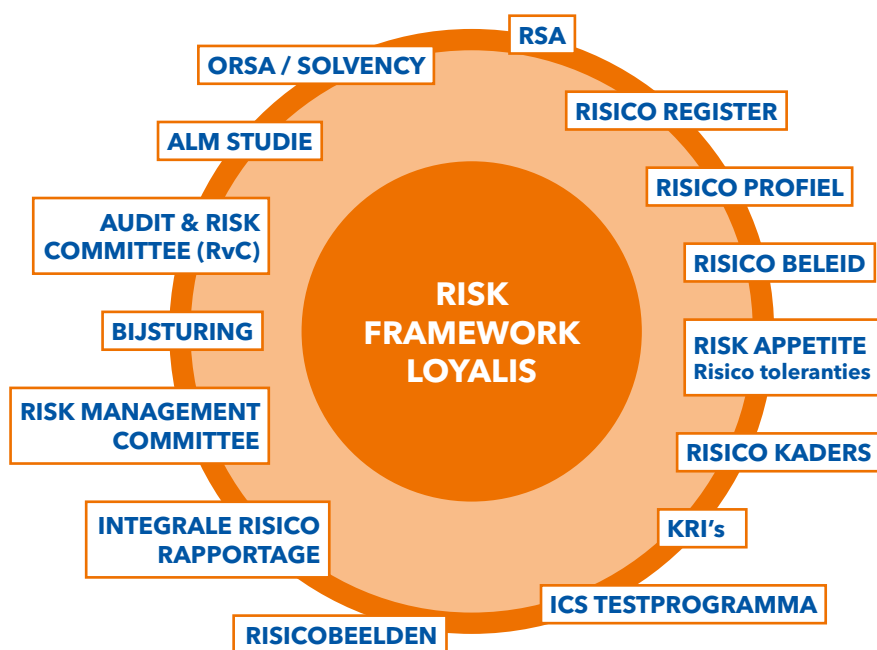 RSA
ORSA / SOLVENCY
RISICO REGISTER
ALM STUDIE
RISICO PROFIEL
AUDIT & RISK
COMMITTEE (RvC)
RISICO BELEID
RISK
FRAMEWORK
LOYALIS
BIJSTURING
RISK APPETITE
Risico toleranties
RISK MANAGEMENT
COMMITTEE
RISICO KADERS
INTEGRALE RISICO
RAPPORTAGE
KRI's
ICS TESTPROGRAMMA
RISICOBEELDEN